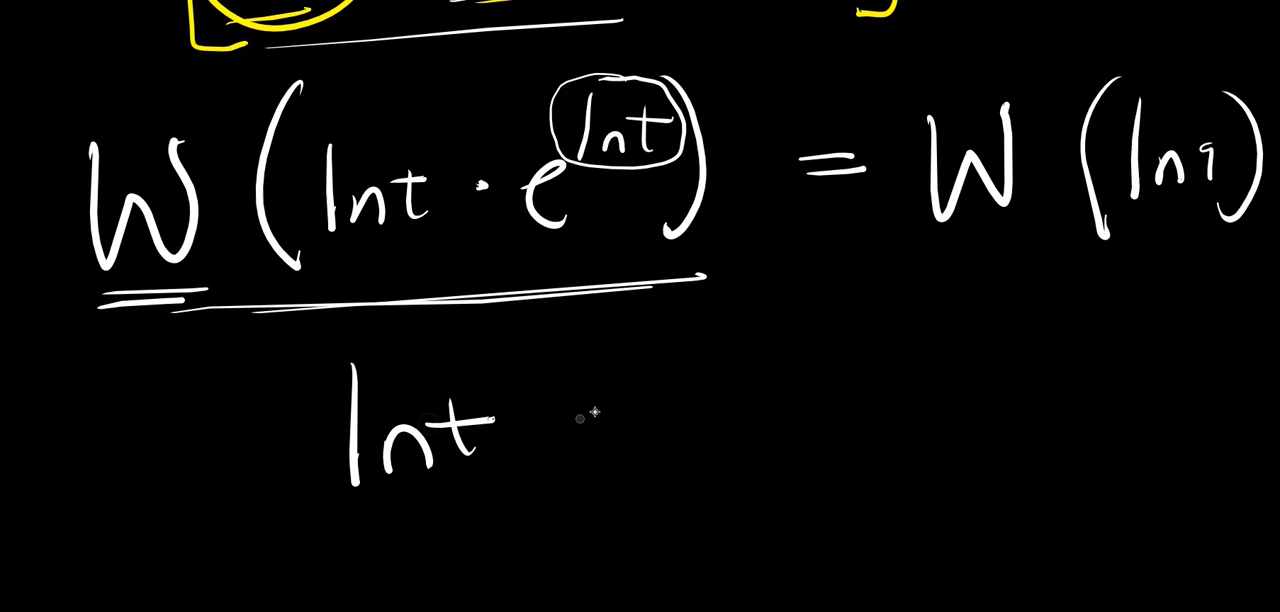 W (lnt · e^lnt) = W (ln9)
lnt